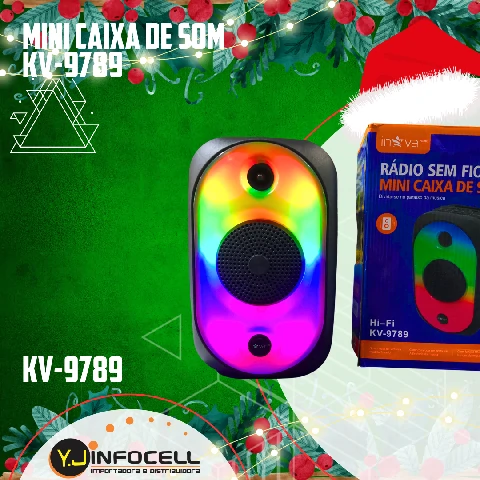 MINI CAIXA DE SOM
KV-9789
inova
RÁDIO SEM FIO
MINI CAIXA DE S
Hi-Fi
KV-9789
KV-9789
Y.J INFOCELL
importadora e distribuidora